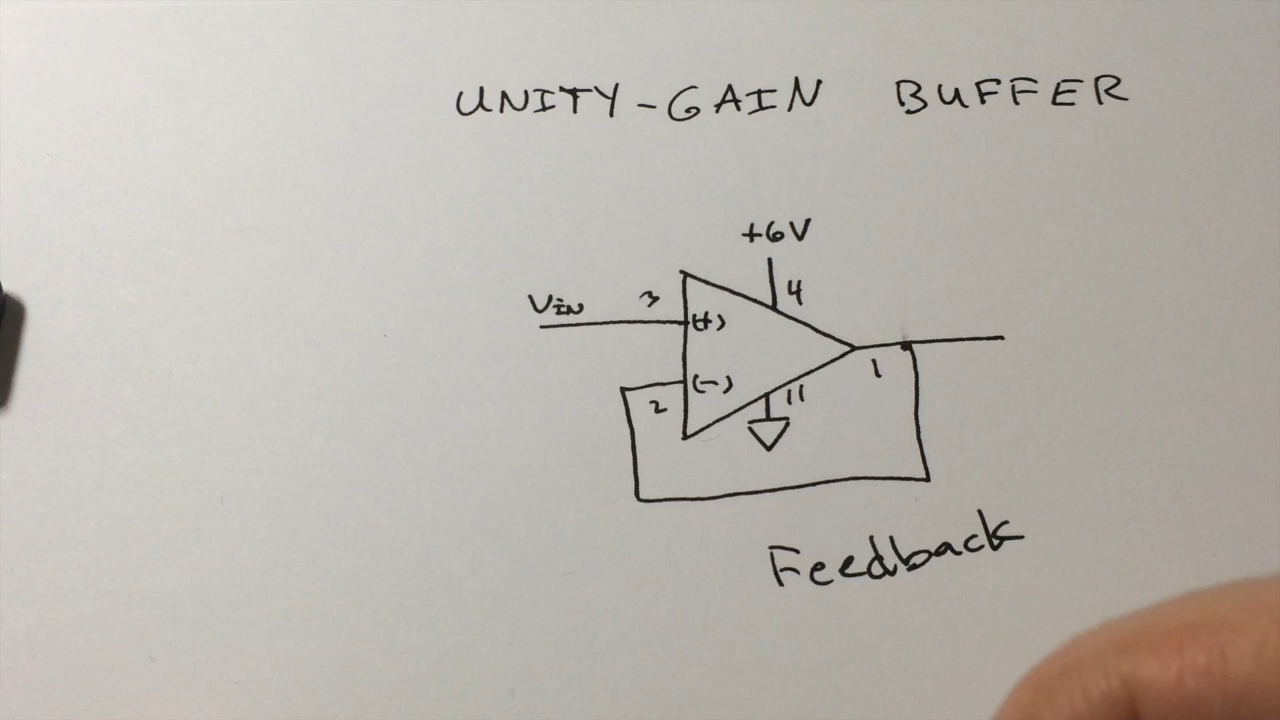 UNITY-GAIN BUFFER
+6V
4
VIN 3
(+)
(-)
2
11
1
Feedback